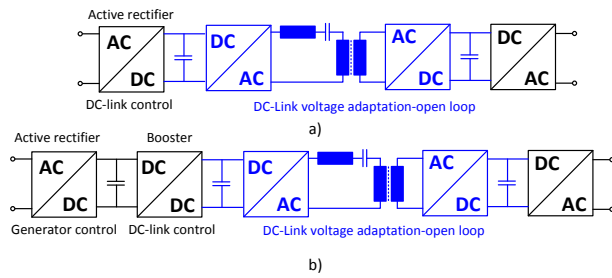 Active rectifier
AC
DC
DC
AC
AC
DC
DC
AC
DC-link control
DC-Link voltage adaptation-open loop
a)
Active rectifier
Booster
AC
DC
DC
DC
DC
AC
AC
DC
DC
AC
Generator control
DC-link control
DC-Link voltage adaptation-open loop
b)